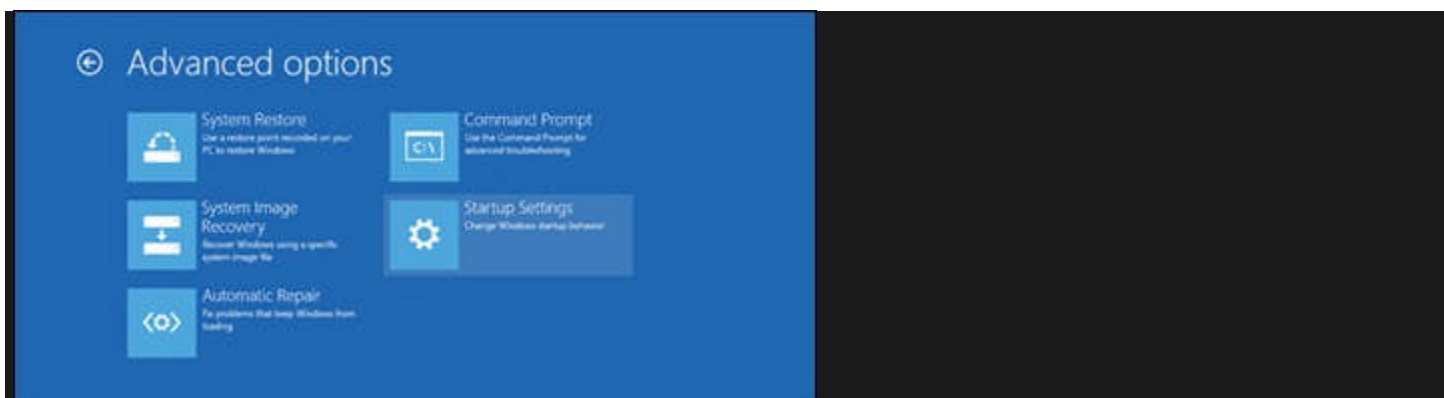 Advanced options
System Restore
Use a restore point recorded on your
PC to restore Windows
Command Prompt
C:\
Use the Command Prompt for
advanced troubleshooting
System Image
Recovery
Recover Windows using a specific
system image file
Startup Settings
Change Windows startup behavior
Automatic Repair
Fix problems that keep Windows from
loading